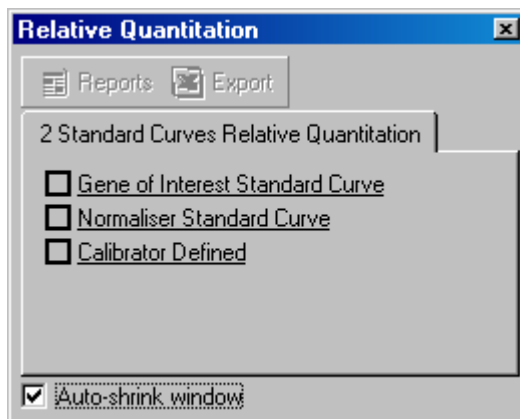 Relative Quantitation
Reports Export
2 Standard Curves Relative Quantitation
Gene of Interest Standard Curve
Normaliser Standard Curve
Calibrator Defined
Auto-shrink window